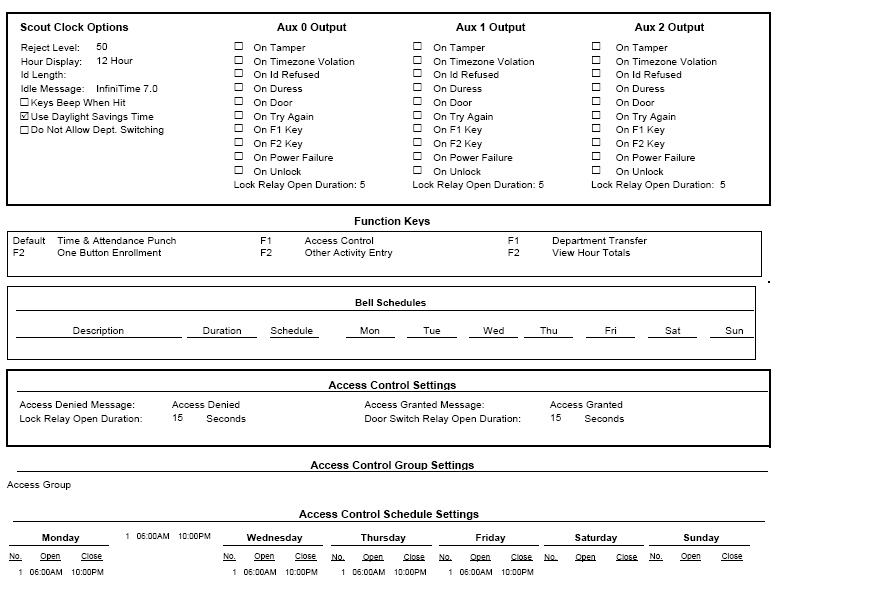 Scout Clock Options Aux 0 Output Aux 1 Output Aux 2 Output
Reject Level: 50 On Tamper On Tamper On Tamper
Hour Display: 12 Hour On Timezone Volation On Timezone Volation On Timezone Volation
Id Length: On Id Refused On Id Refused On Id Refused
Idle Message: InfiniTime 7.0 On Duress On Duress On Duress
Keys Beep When Hit On Door On Door On Door
Use Daylight Savings Time On Try Again On Try Again On Try Again
Do Not Allow Dept. Switching On F1 Key On F1 Key On F1 Key
On F2 Key On F2 Key On F2 Key
On Power Failure On Power Failure On Power Failure
On Unlock On Unlock On Unlock
Lock Relay Open Duration: 5 Lock Relay Open Duration: 5 Lock Relay Open Duration: 5
Function Keys
Default Time & Attendance Punch F1 Access Control F1 Department Transfer
F2 One Button Enrollment F2 Other Activity Entry F2 View Hour Totals
Bell Schedules
Description Duration Schedule Mon Tue Wed Thu Fri Sat Sun
Access Control Settings
Access Denied Message: Access Denied Access Granted Message: Access Granted
Lock Relay Open Duration: 15 Seconds Door Switch Relay Open Duration: 15 Seconds
Access Control Group Settings
Access Group
Access Control Schedule Settings
Monday 1 06:00AM 10:00PM Wednesday Thursday Friday Saturday Sunday
No. Open Close No. Open Close No. Open Close No. Open Close No. Open Close No. Open Close
1 06:00AM 10:00PM 1 06:00AM 10:00PM 1 06:00AM 10:00PM 1 06:00AM 10:00PM